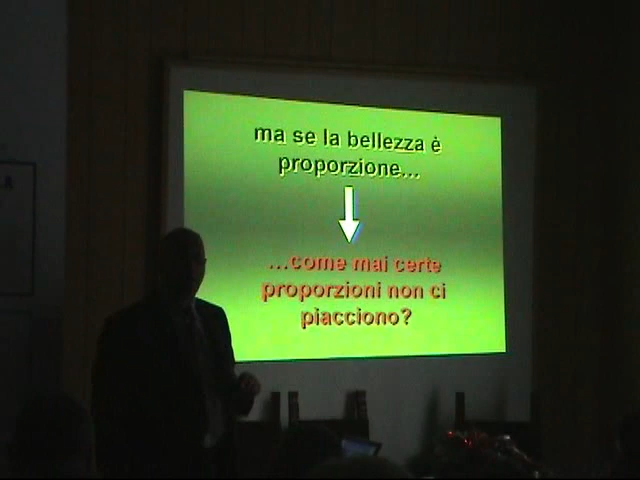 ma se la bellezza è
proporzione...
...come mai certe
proporzioni non ci
piacciono?